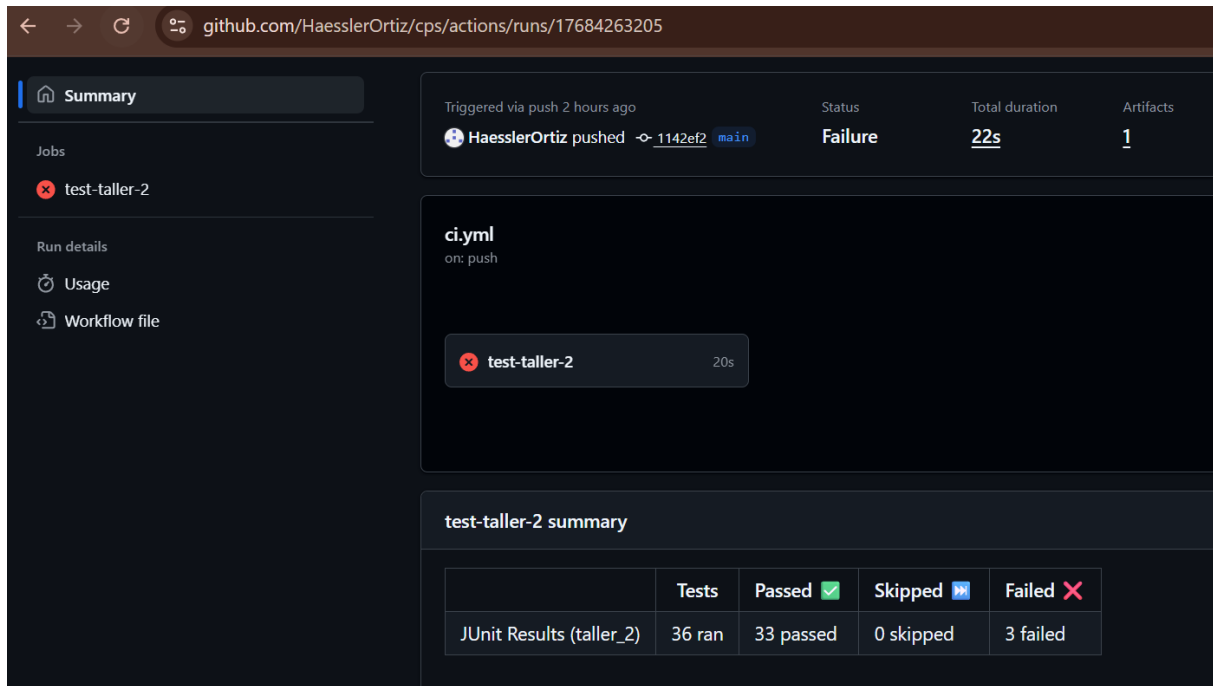 github.com/HaesslerOrtiz/cps/actions/runs/17684263205
Summary
Jobs
test-taller-2
Run details
Usage
Workflow file
Triggered via push 2 hours ago
HaesslerOrtiz pushed 1142ef2 main
Status
Failure
Total duration
22s
Artifacts
1
ci.yml
on: push
test-taller-2 20s
test-taller-2 summary
Tests Passed ✅ Skipped ⏭️ Failed ❌
JUnit Results (taller_2) 36 ran 33 passed 0 skipped 3 failed